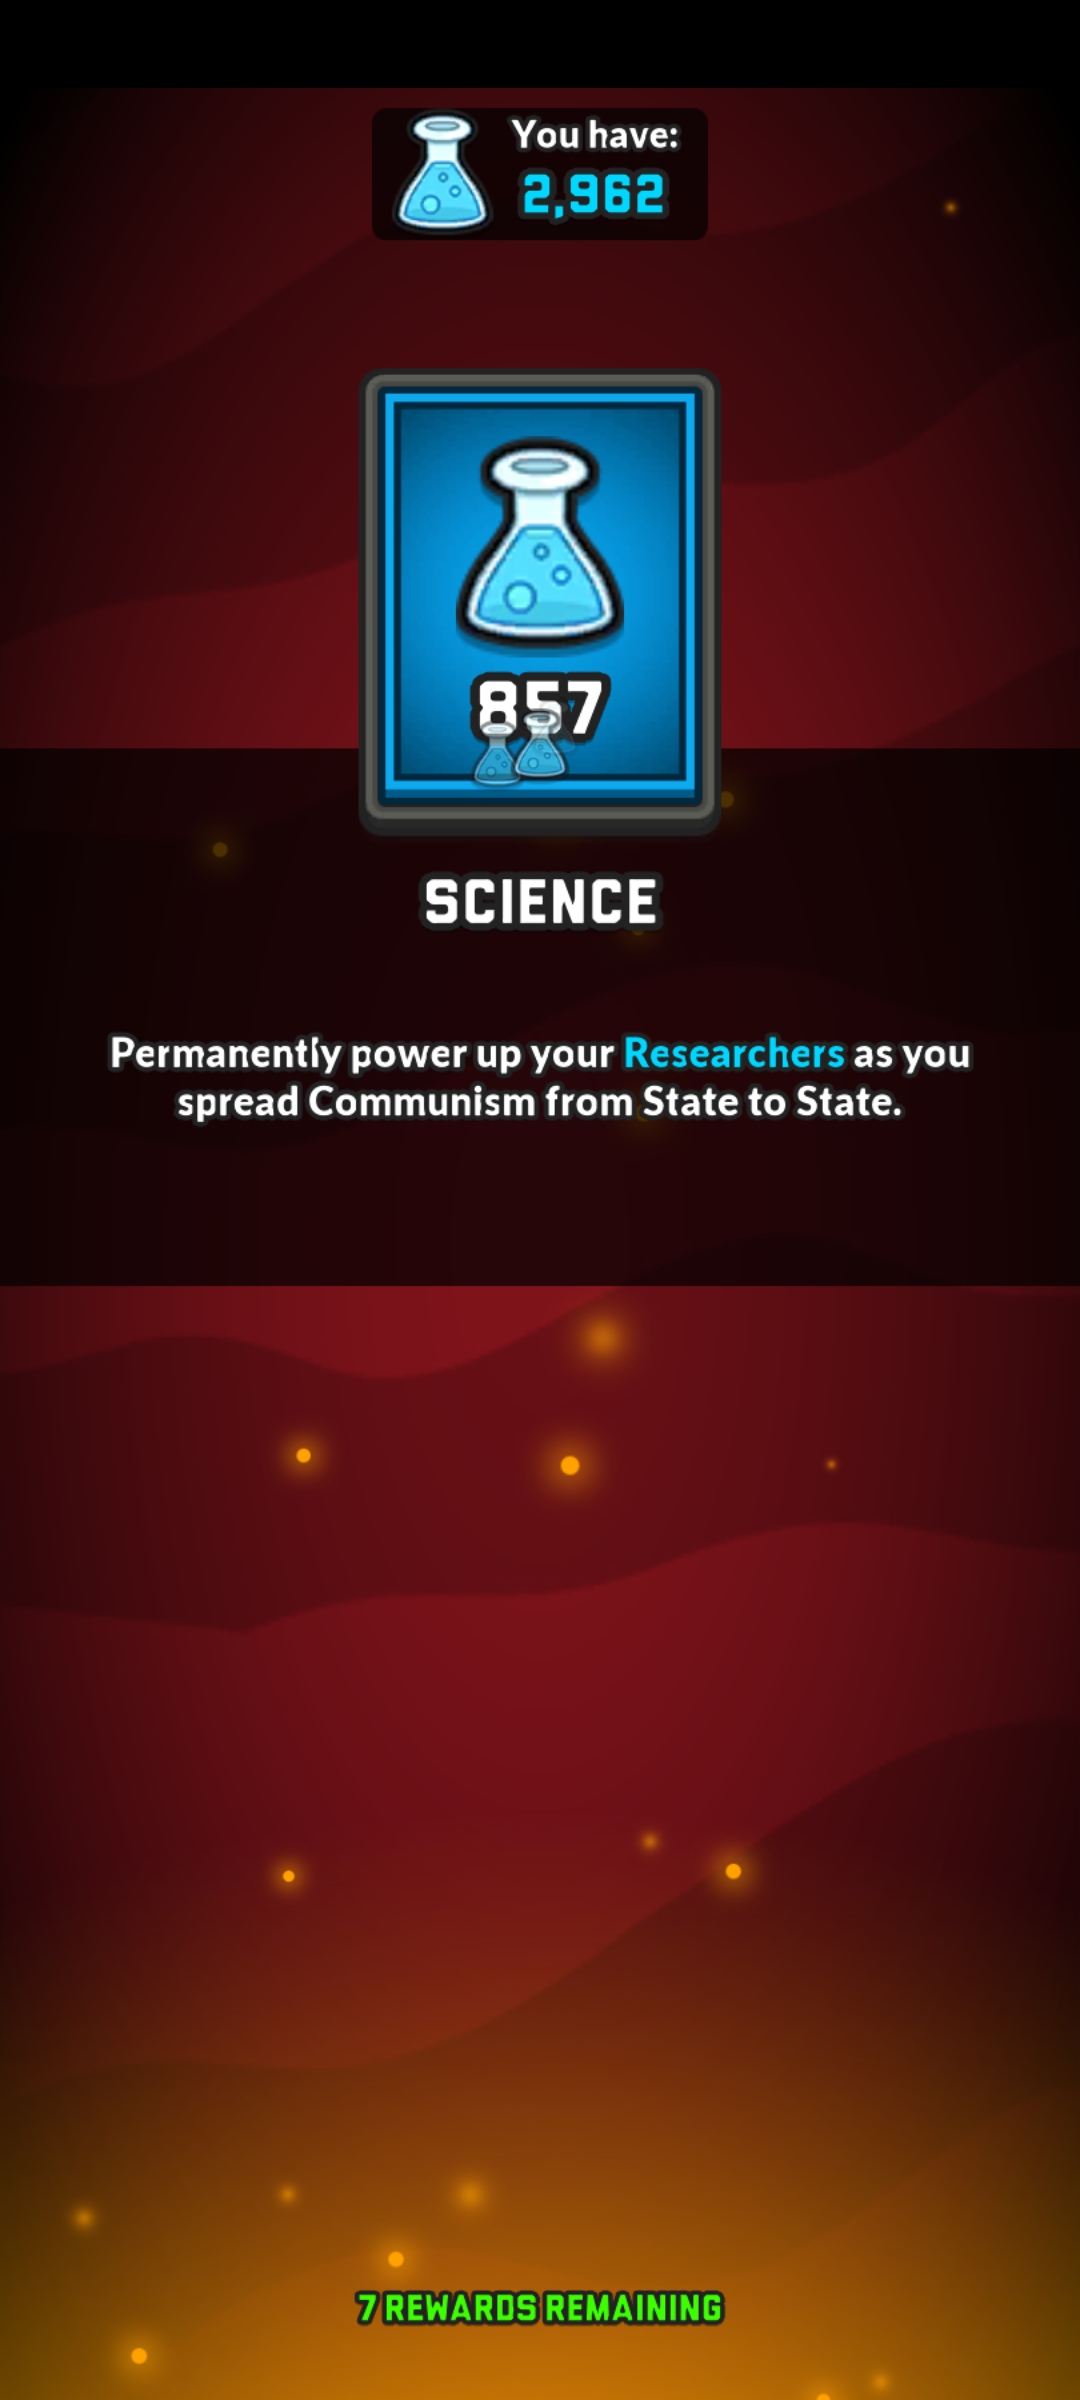 You have:
2,962
857
SCIENCE
Permanently power up your Researchers as you
spread Communism from State to State.
7 REWARDS REMAINING